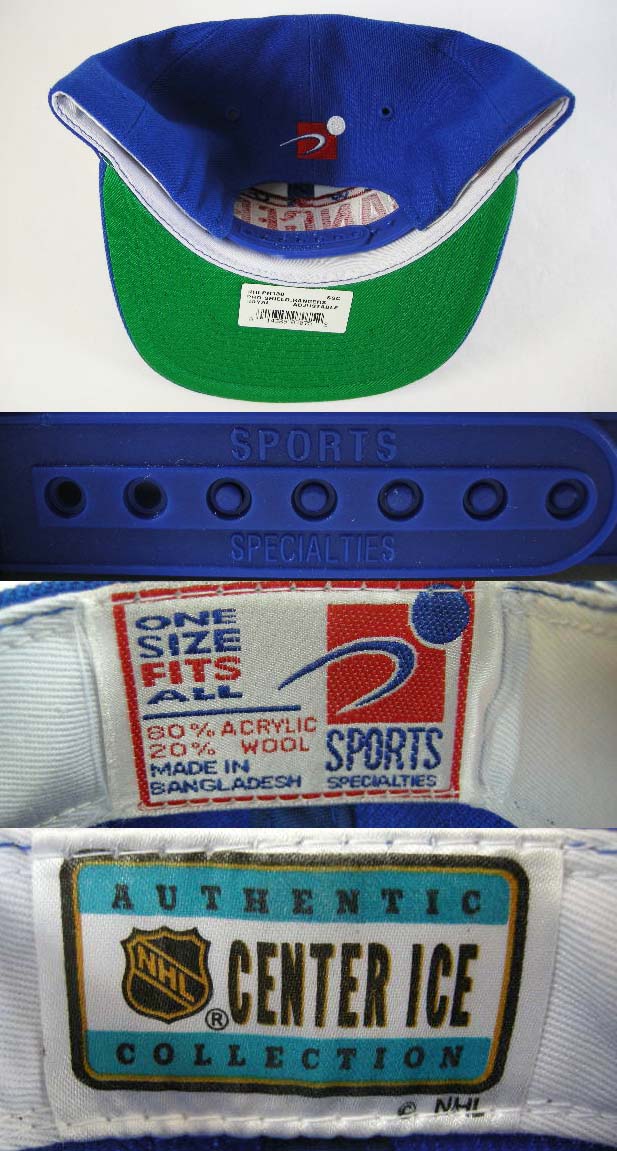 ADJUSTABLE
SPORTS
SPECIALTIES
ONE
SIZE
FITS
ALL
80% ACRYLIC
20% WOOL
MADE IN
BANGLADESH
SPORTS
SPECIALTIES
AUTHENTIC
NHL
® CENTER ICE
COLLECTION
© NHL